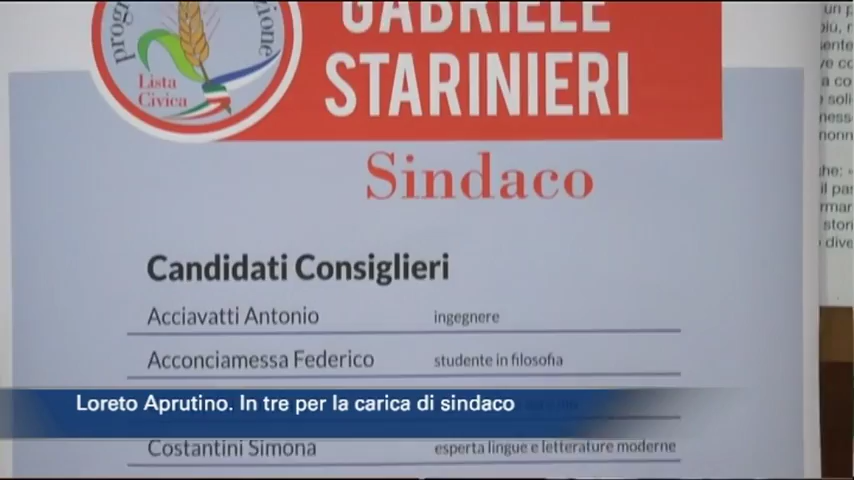 GABRIELE
STARINIERI
Lista
Civica
Sindaco
Candidati Consiglieri
Acciavatti Antonio ingegnere
Acconciamessa Federico studente in filosofia
Loreto Aprutino. In tre per la carica di sindaco
Costantini Simona esperta lingue e letterature moderne